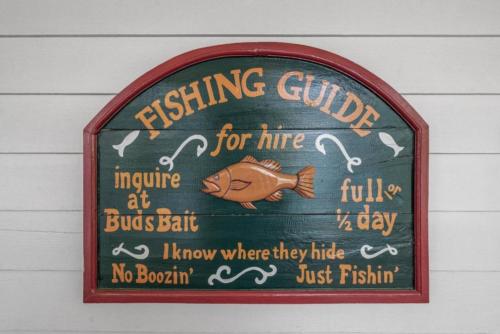 FISHING GUIDE
for hire
inquire
at
Buds Bait
full or
½ day
I know where they hide
No Boozin' Just Fishin'